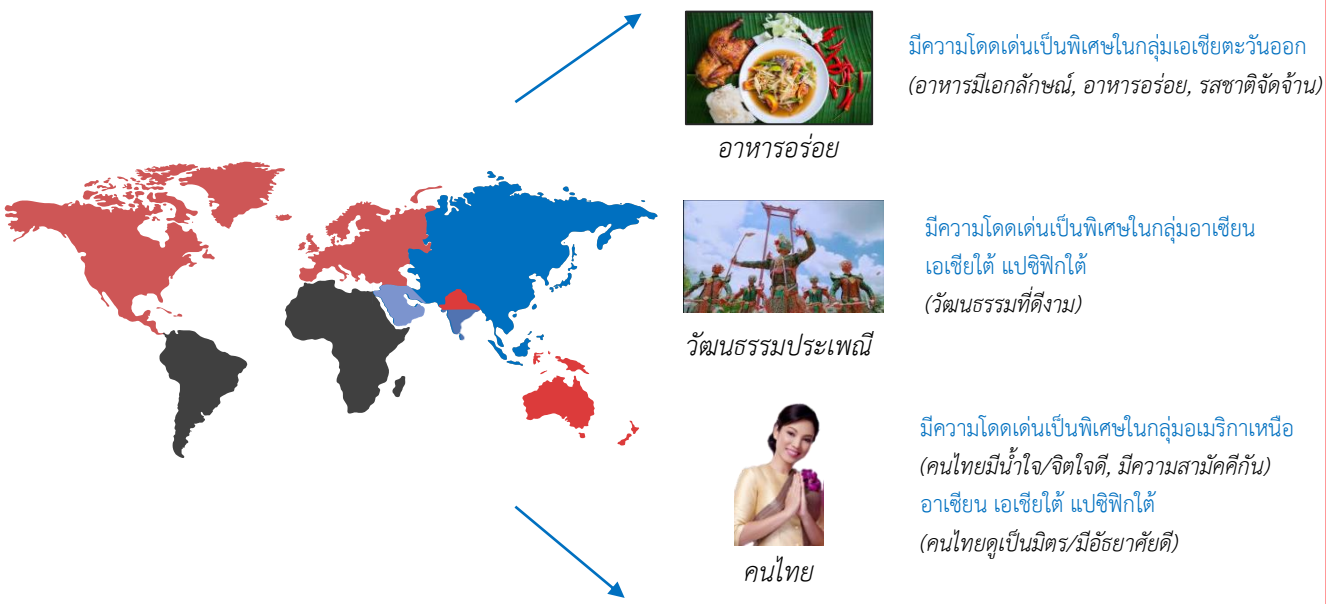 มีความโดดเด่นเป็นพิเศษในกลุ่มเอเชียตะวันออก
(อาหารมีเอกลักษณ์, อาหารอร่อย, รสชาติจัดจ้าน)
อาหารอร่อย
มีความโดดเด่นเป็นพิเศษในกลุ่มอาเซียน
เอเชียใต้ แปซิฟิกใต้
(วัฒนธรรมที่ดีงาม)
วัฒนธรรมประเพณี
มีความโดดเด่นเป็นพิเศษในกลุ่มอเมริกาเหนือ
(คนไทยมีน้ำใจ/จิตใจดี, มีความสามัคคีกัน)
อาเซียน เอเชียใต้ แปซิฟิกใต้
(คนไทยดูเป็นมิตร/มีอัธยาศัยดี)
คนไทย